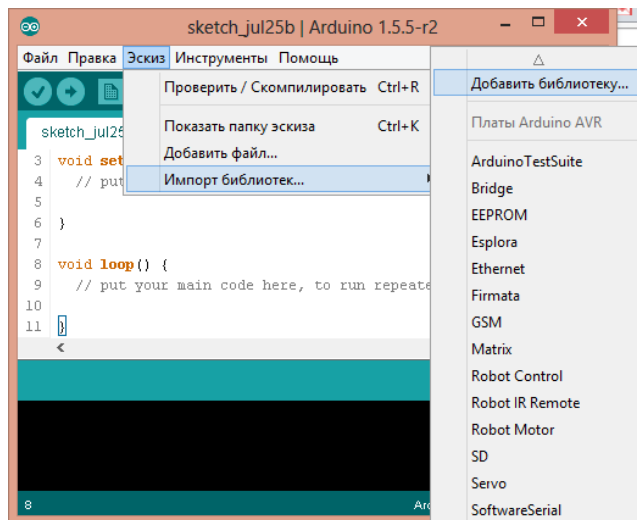 sketch_jul25b | Arduino 1.5.5-r2
Файл Правка Эскиз Инструменты Помощь
Проверить / Скомпилировать Ctrl+R
Показать папку эскиза Ctrl+K
Добавить файл...
Импорт библиотек...
Добавить библиотеку...
Платы Arduino AVR
ArduinoTestSuite
Bridge
EEPROM
Esplora
Ethernet
Firmata
GSM
Matrix
Robot Control
Robot IR Remote
Robot Motor
SD
Servo
SoftwareSerial
sketch_jul25
3 void set
4 // put
5
6 }
7
8 void loop() {
9 // put your main code here, to run repeate
10
11 }
8 Ar